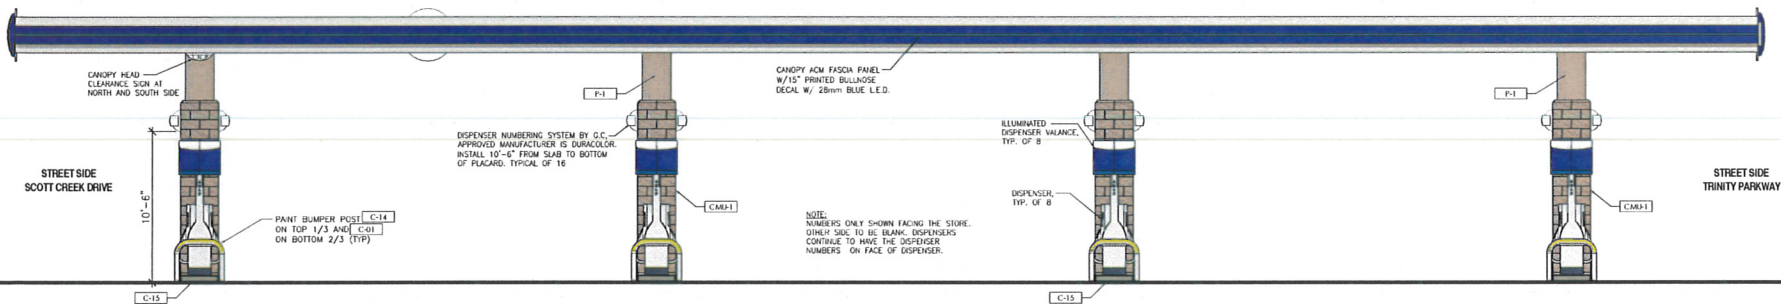 CANOPY HEAD
CLEARANCE SIGN AT
NORTH AND SOUTH SIDE
P-1
CANOPY ACM FASCIA PANEL
W/15" PRINTED BULLNOSE
DECAL W/ 28mm BLUE L.E.D.
P-1
DISPENSER NUMBERING SYSTEM BY G.C.
APPROVED MANUFACTURER IS DURACOLOR.
INSTALL 10'-6" FROM SLAB TO BOTTOM
OF PLACARD. TYPICAL OF 16
ILLUMINATED
DISPENSER VALANCE,
TYP. OF 8
STREET SIDE
SCOTT CREEK DRIVE
10'-6"
STREET SIDE
TRINITY PARKWAY
DISPENSER,
TYP. OF 8
CMU-1
CMU-1
PAINT BUMPER POST C-14
ON TOP 1/3 AND C-01
ON BOTTOM 2/3 (TYP)
NOTE:
NUMBERS ONLY SHOWN FACING THE STORE.
OTHER SIDE TO BE BLANK. DISPENSERS
CONTINUE TO HAVE THE DISPENSER
NUMBERS ON FACE OF DISPENSER.
C-15
C-15